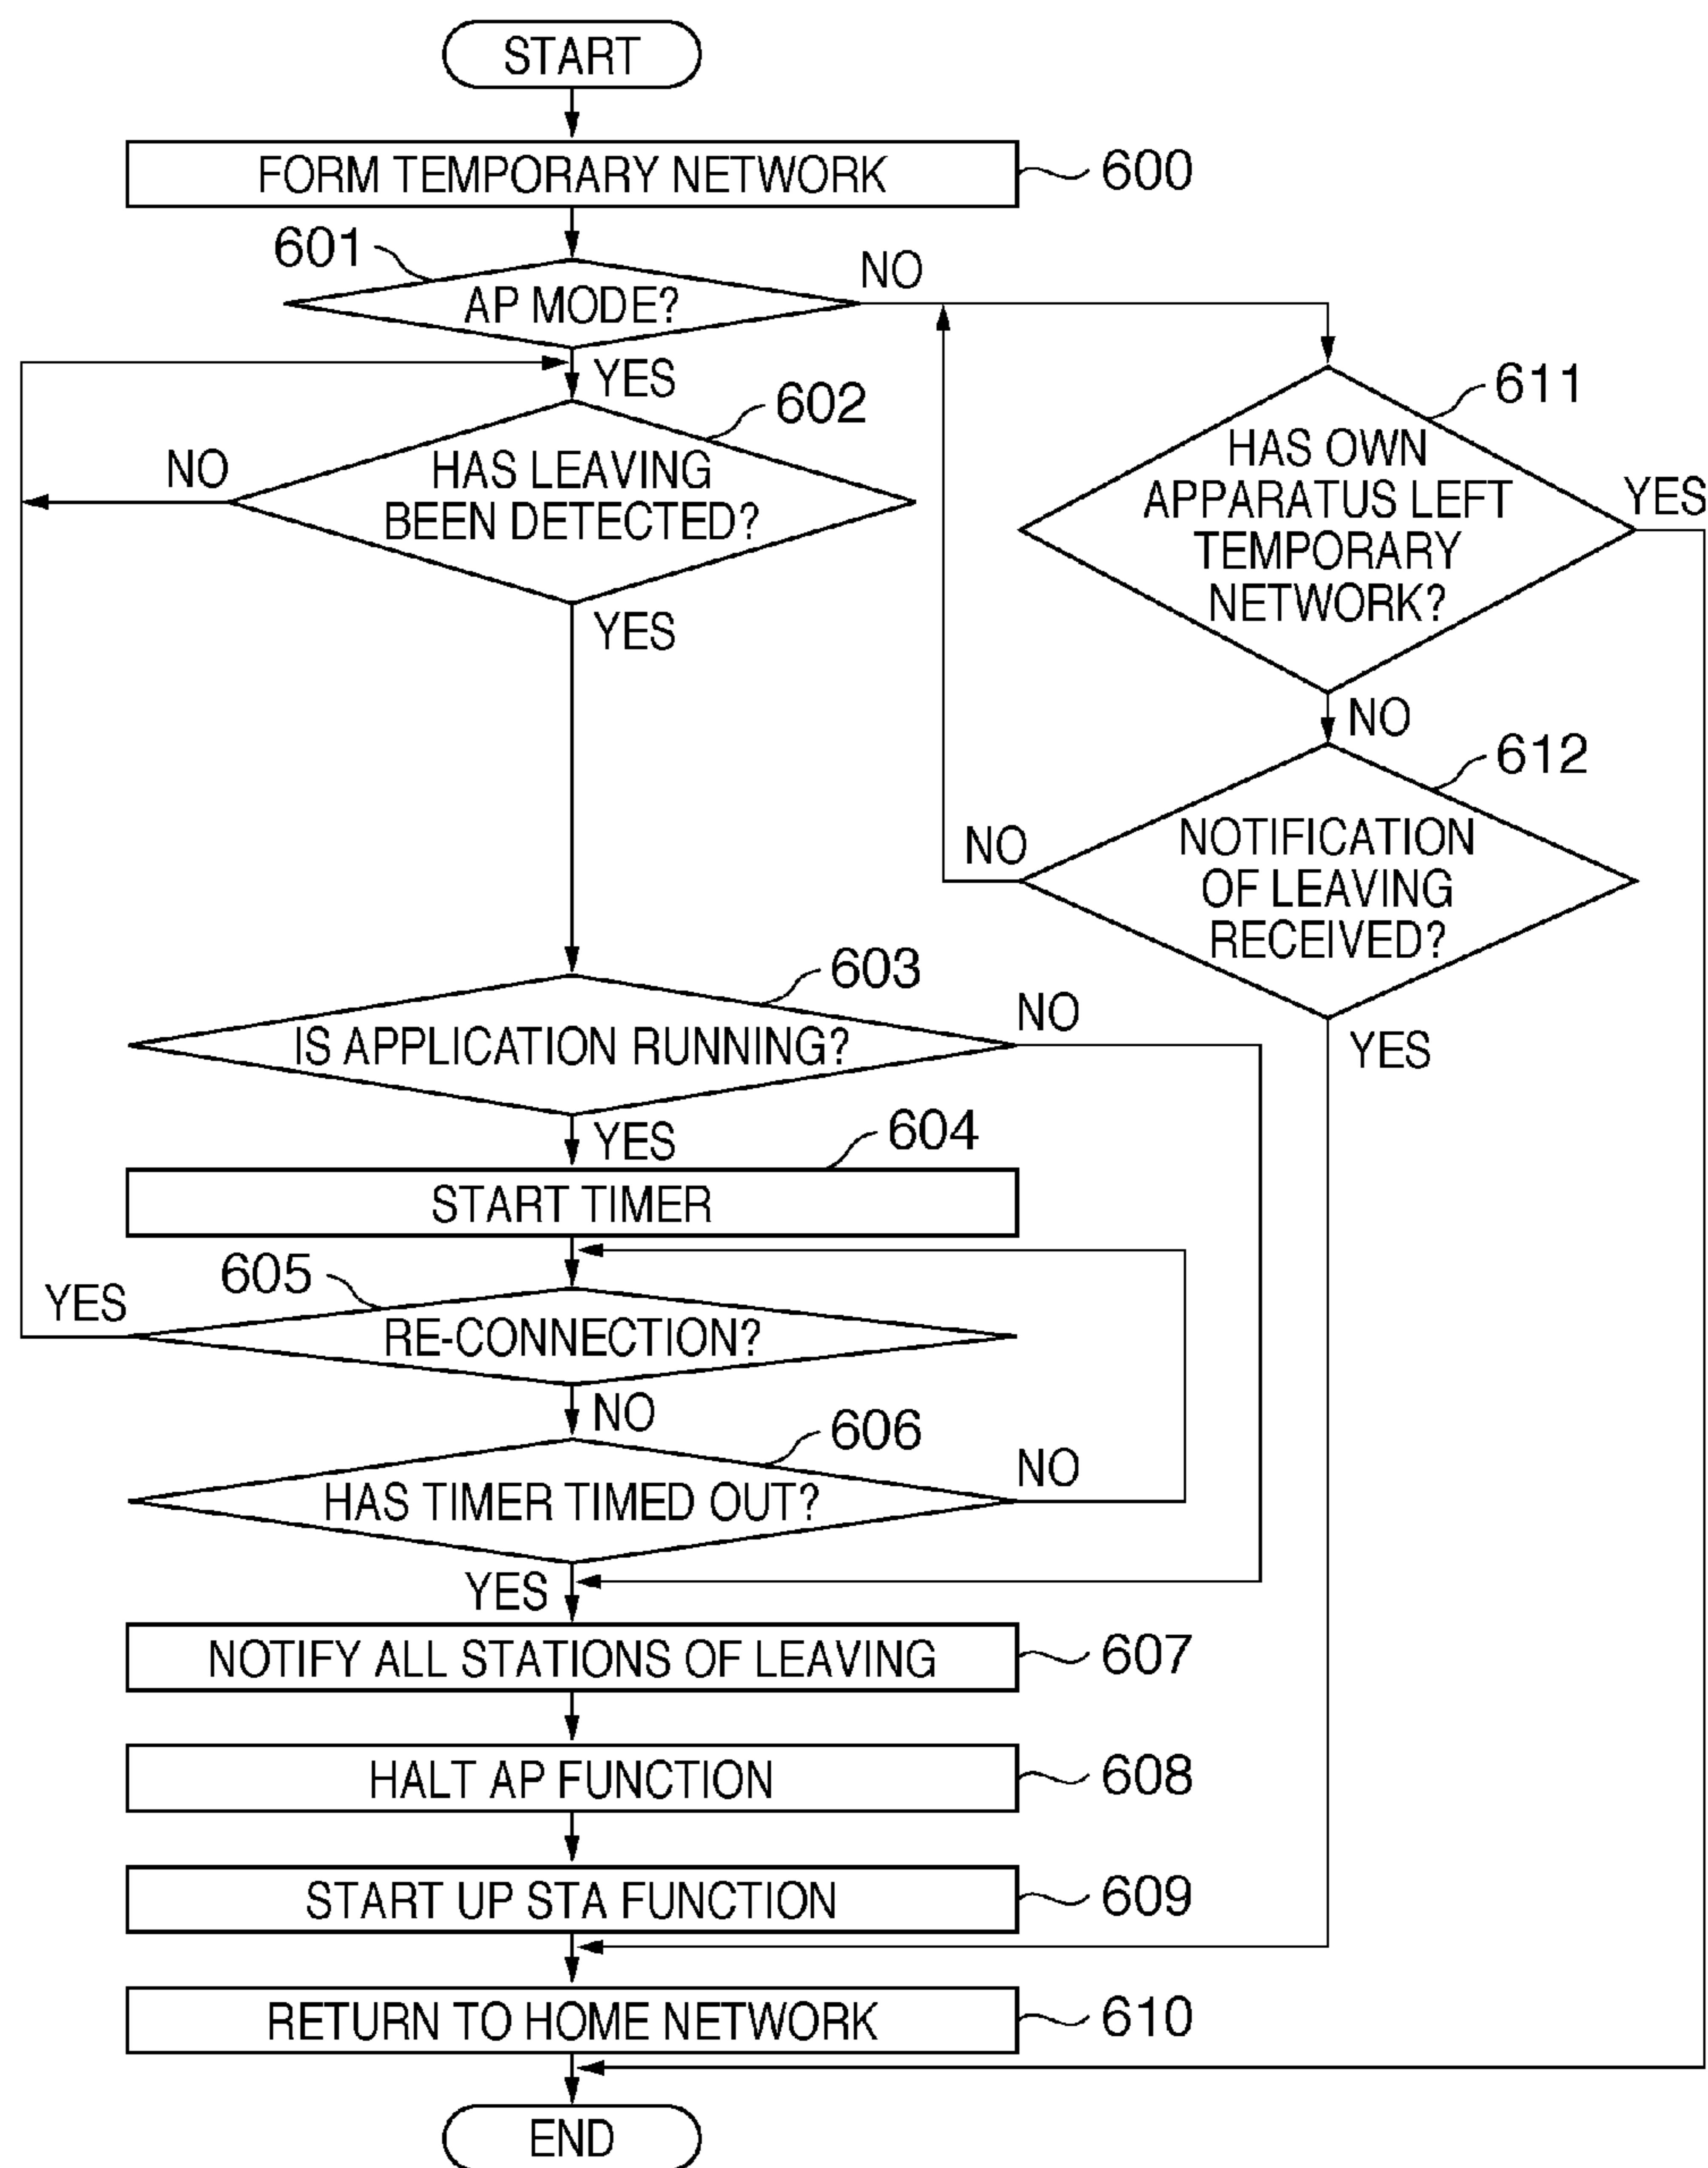 START
FORM TEMPORARY NETWORK
600
601
AP MODE?
NO
YES
602
HAS LEAVING
BEEN DETECTED?
NO
YES
611
HAS OWN
APPARATUS LEFT
TEMPORARY
NETWORK?
YES
NO
612
NOTIFICATION
OF LEAVING
RECEIVED?
NO
YES
603
IS APPLICATION RUNNING?
NO
YES
604
START TIMER
605
YES
RE-CONNECTION?
NO
606
HAS TIMER TIMED OUT?
NO
YES
NOTIFY ALL STATIONS OF LEAVING
607
HALT AP FUNCTION
608
START UP STA FUNCTION
609
RETURN TO HOME NETWORK
610
END